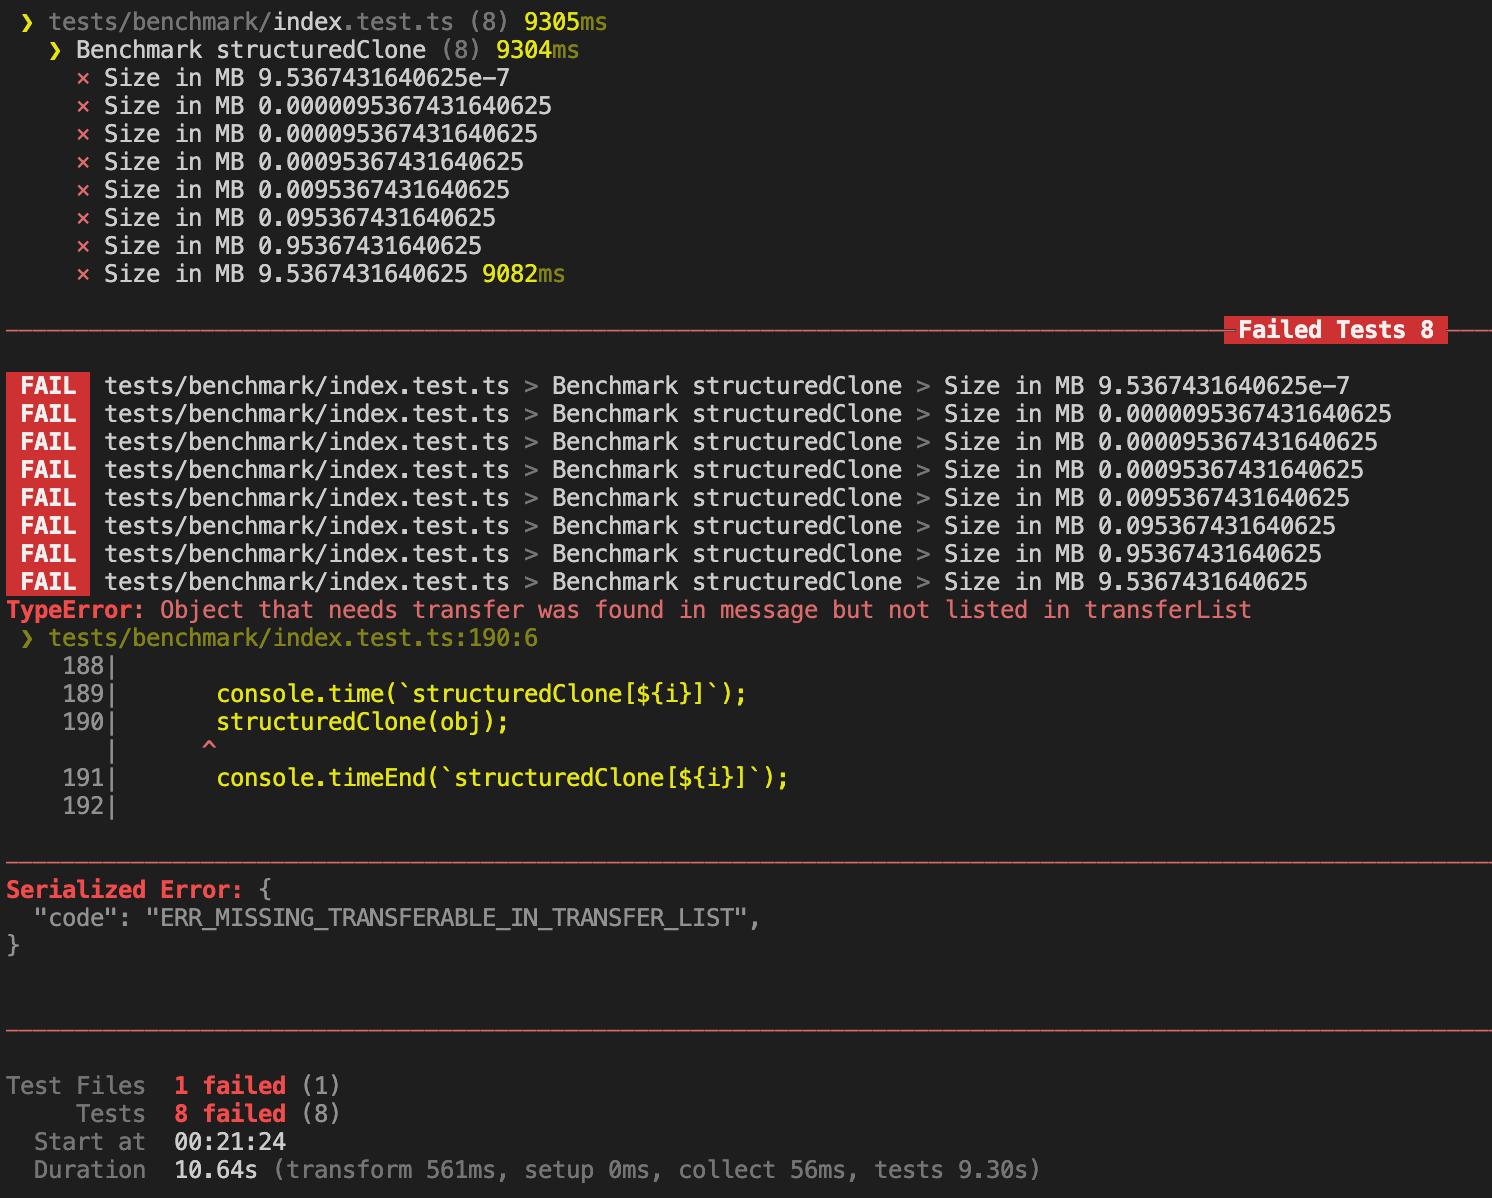 ❯ tests/benchmark/index.test.ts (8) 9305ms
❯ Benchmark structuredClone (8) 9304ms
× Size in MB 9.5367431640625e-7
× Size in MB 0.0000095367431640625
× Size in MB 0.000095367431640625
× Size in MB 0.00095367431640625
× Size in MB 0.0095367431640625
× Size in MB 0.095367431640625
× Size in MB 0.95367431640625
× Size in MB 9.5367431640625 9082ms
Failed Tests 8
FAIL tests/benchmark/index.test.ts > Benchmark structuredClone > Size in MB 9.5367431640625e-7
FAIL tests/benchmark/index.test.ts > Benchmark structuredClone > Size in MB 0.0000095367431640625
FAIL tests/benchmark/index.test.ts > Benchmark structuredClone > Size in MB 0.000095367431640625
FAIL tests/benchmark/index.test.ts > Benchmark structuredClone > Size in MB 0.00095367431640625
FAIL tests/benchmark/index.test.ts > Benchmark structuredClone > Size in MB 0.0095367431640625
FAIL tests/benchmark/index.test.ts > Benchmark structuredClone > Size in MB 0.095367431640625
FAIL tests/benchmark/index.test.ts > Benchmark structuredClone > Size in MB 0.95367431640625
FAIL tests/benchmark/index.test.ts > Benchmark structuredClone > Size in MB 9.5367431640625
TypeError: Object that needs transfer was found in message but not listed in transferList
❯ tests/benchmark/index.test.ts:190:6
188|
189| console.time(`structuredClone[${i}]`);
190| structuredClone(obj);
| ^
191| console.timeEnd(`structuredClone[${i}]`);
192|
Serialized Error: {
"code": "ERR_MISSING_TRANSFERABLE_IN_TRANSFER_LIST",
}
Test Files 1 failed (1)
Tests 8 failed (8)
Start at 00:21:24
Duration 10.64s (transform 561ms, setup 0ms, collect 56ms, tests 9.30s)